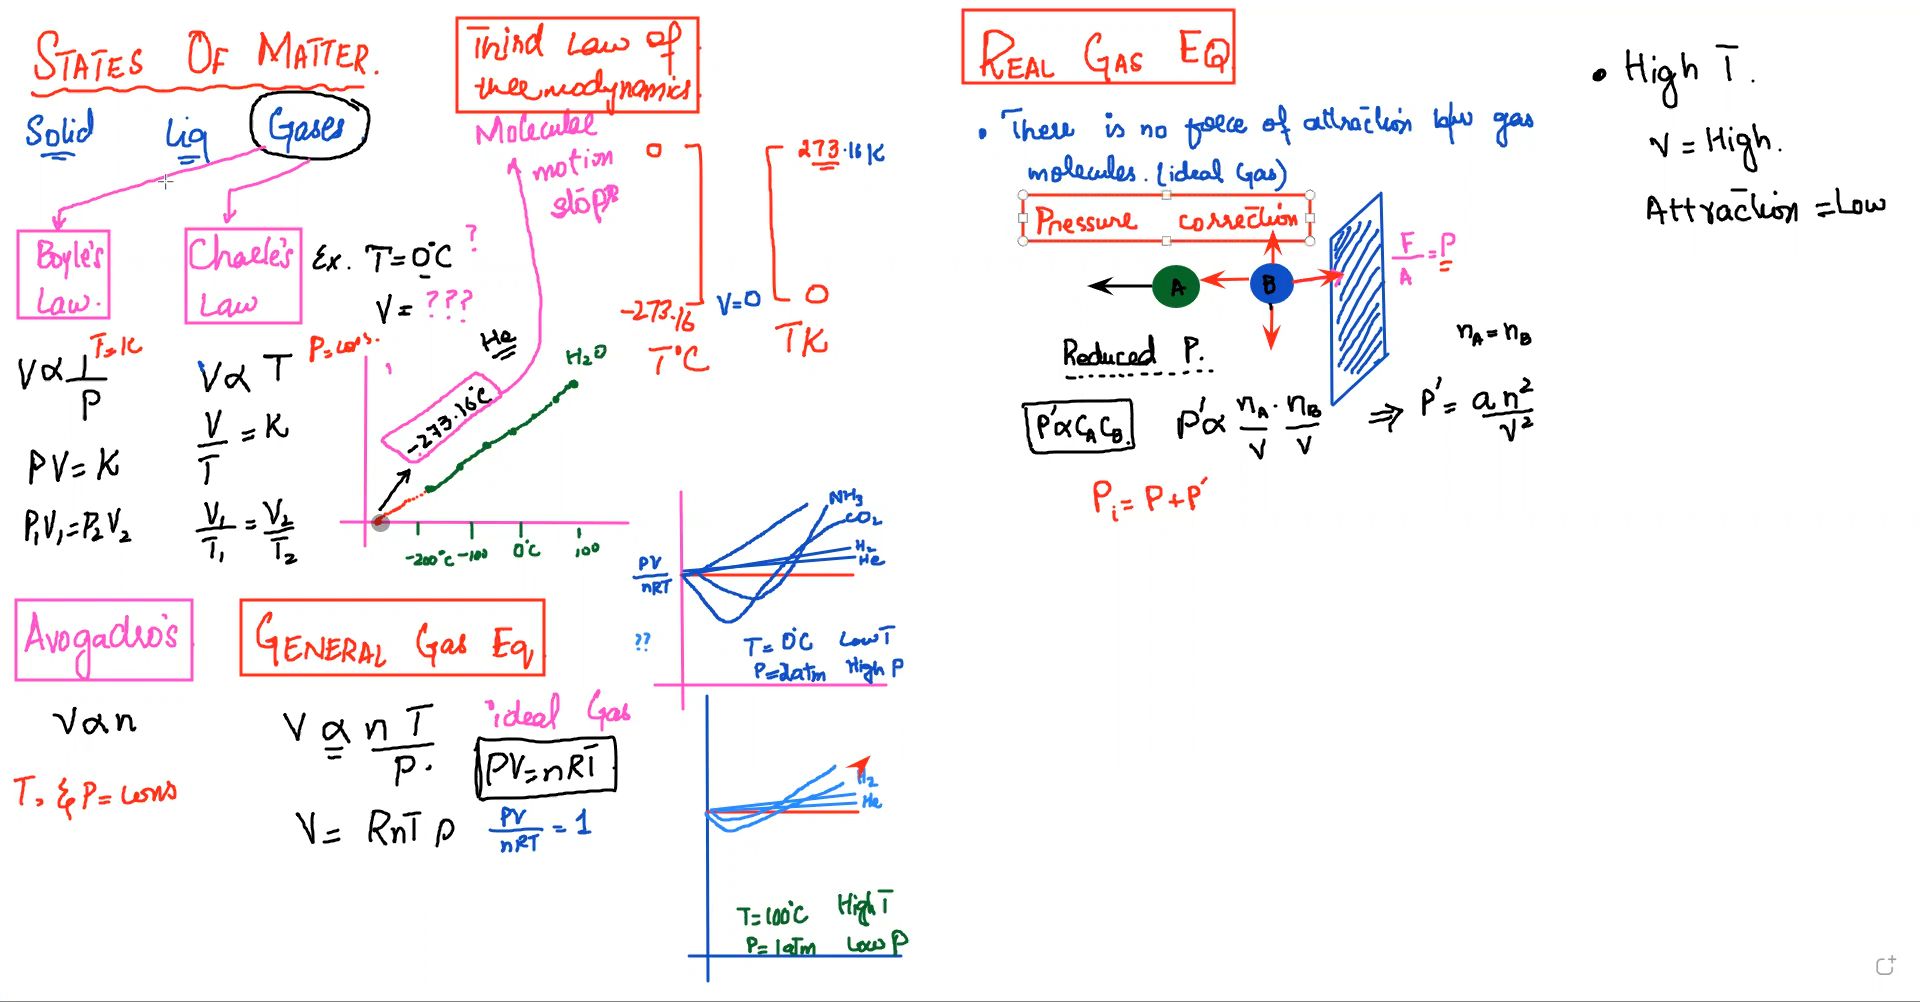 STATES OF MATTER.
Solid Liq Gases
Boyle's Law.
Charle's Law
V∝1/P T=K
PV=K
P₁V₁=P₂V₂
V∝T
V/T=K
V₁/T₁=V₂/T₂
Ex. T=0°C ?
V= ???
Third Law of
thermodynamics
Molecular
motion
stops
0
-273.16
T°C
V=0
273.16K
0
TK
P=cons.
He
H₂O
-273.16°C
-200°C -100 0°C 100
Avogadro's
V∝n
T, & P=cons
GENERAL Gas Eq
V ∝ nT/P.
V= RnT P
ideal Gas
PV=nRT
PV/nRT=1
NH₃
CO₂
H₂
He
PV/nRT
??
T=0°C Low T
P=2atm High P
H₂
He
T=100°C High T
P=1atm Low P
REAL GAS EQ
• There is no force of attraction b/w gas
molecules. (ideal Gas)
Pressure correction
A B
F/A=P
Reduced P.
nA=nB
P'∝CA CB.
P'∝ nA/V · nB/V ⇒ P'= an²/V²
Pi= P+P'
• High T.
V=High.
Attraction=Low